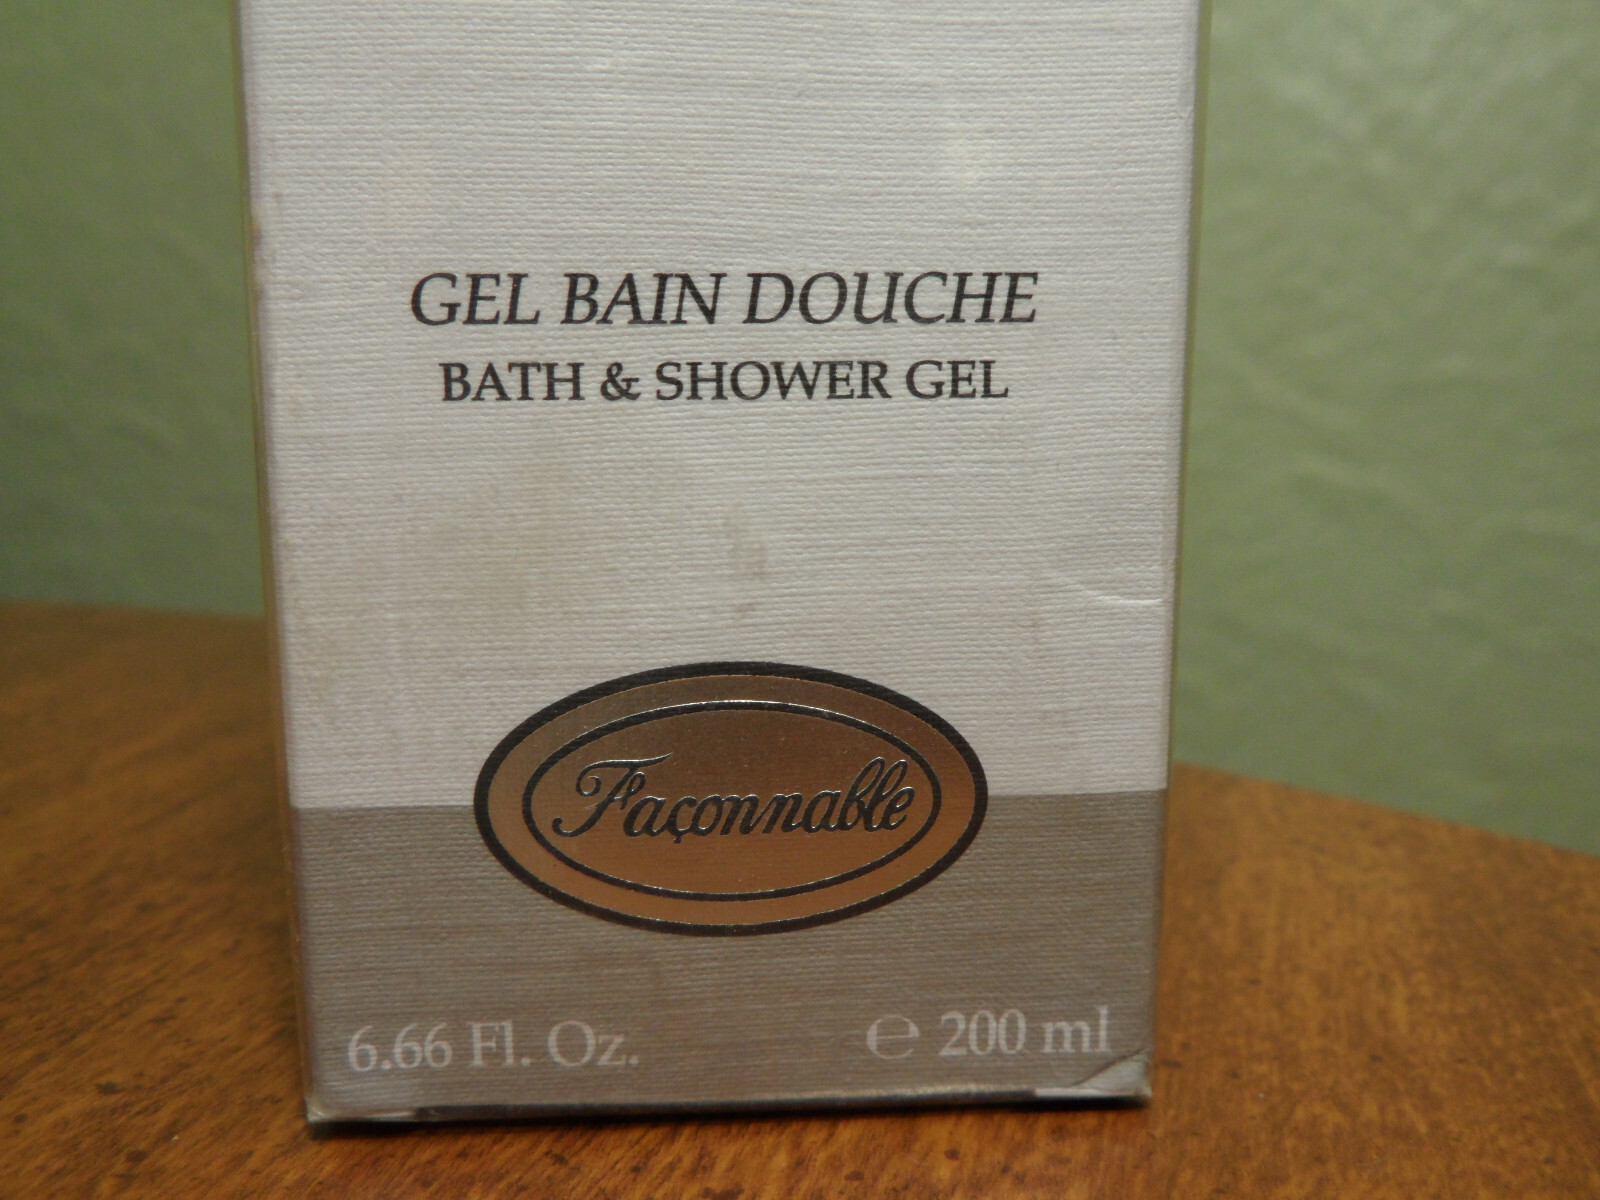 GEL BAIN DOUCHE
BATH & SHOWER GEL
Façonnable
6.66 Fl. Oz. ℮ 200 ml